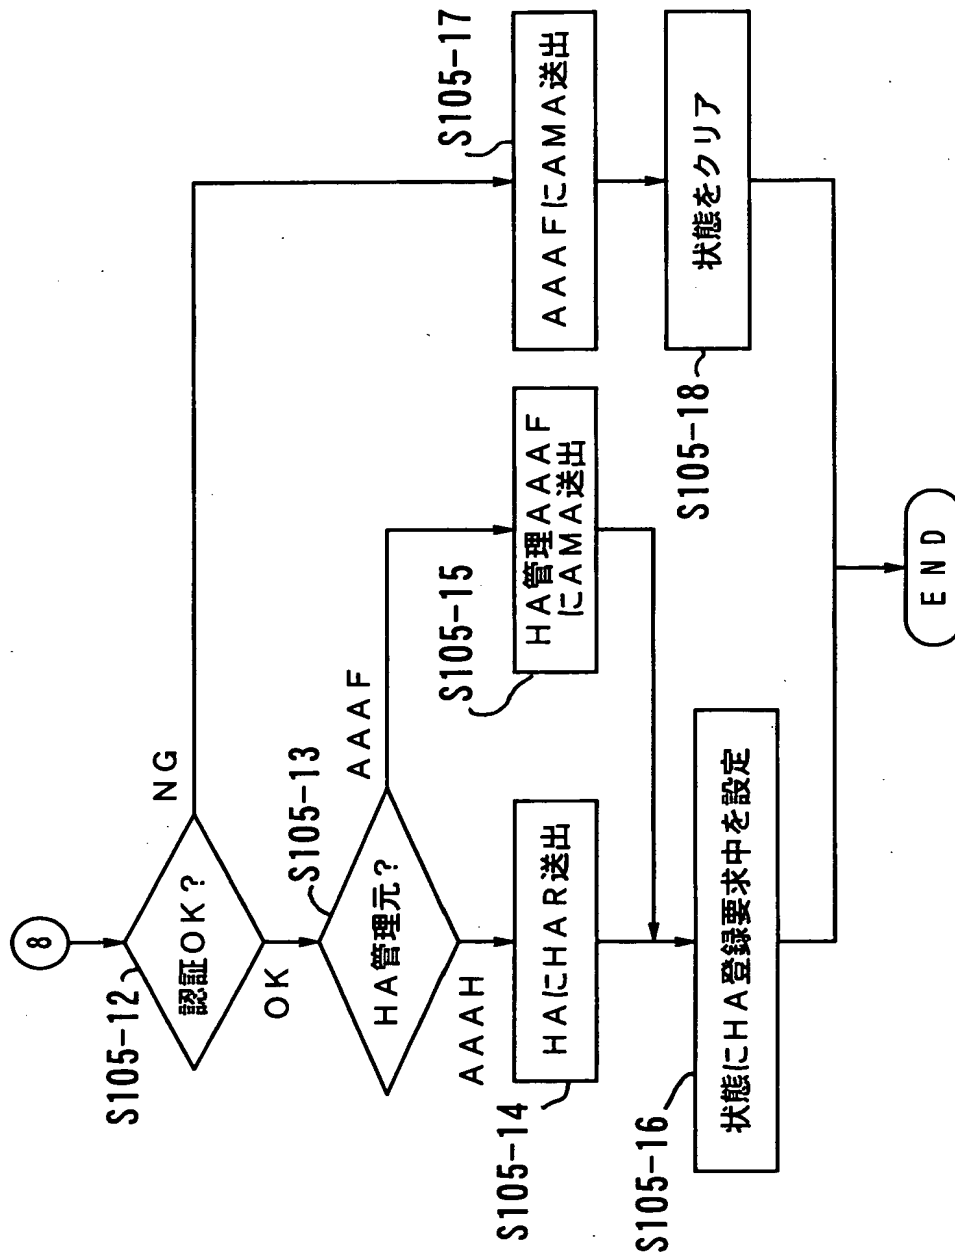 8
S105-12
認証OK?
NG
OK
S105-13
HA管理元?
AAAF
AAAH
S105-14
HAにHAR送出
S105-15
HA管理AAAF
にAMA送出
S105-16
状態にHA登録要求中を設定
S105-17
AAAFにAMA送出
S105-18
状態をクリア
END